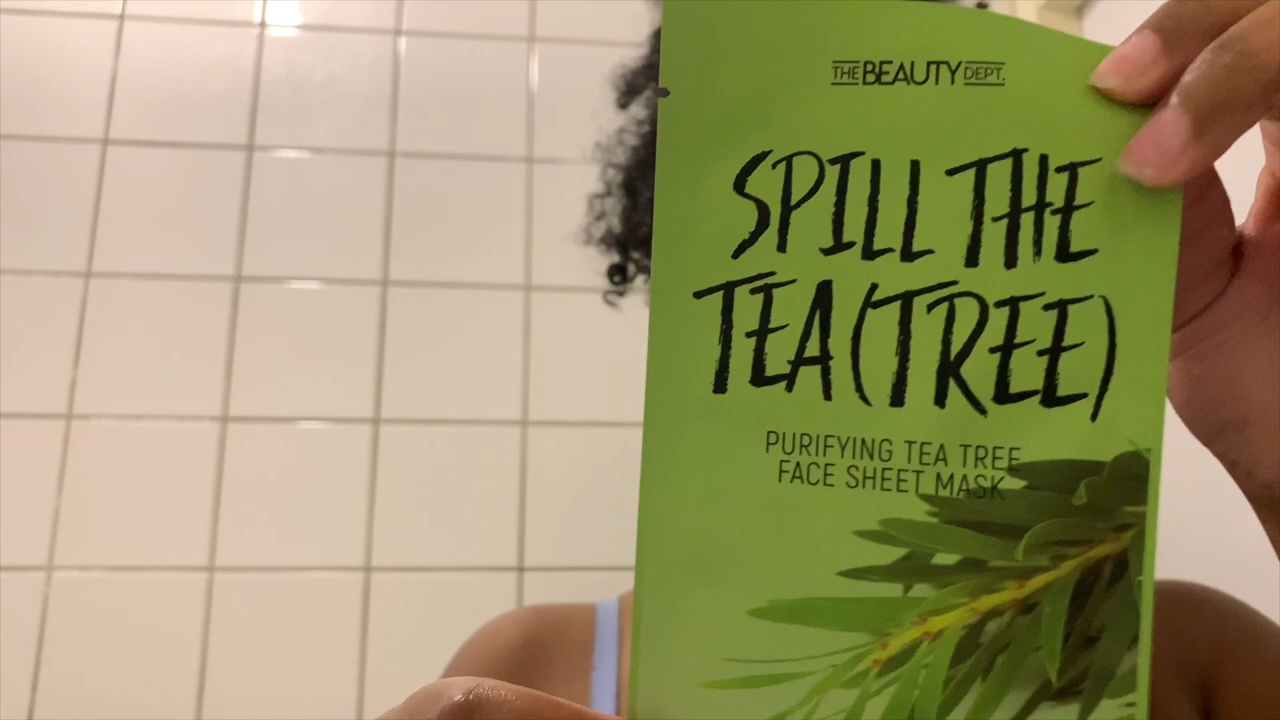 THE BEAUTY DEPT.
SPILL THE
TEA (TREE)
PURIFYING TEA TREE
FACE SHEET MASK